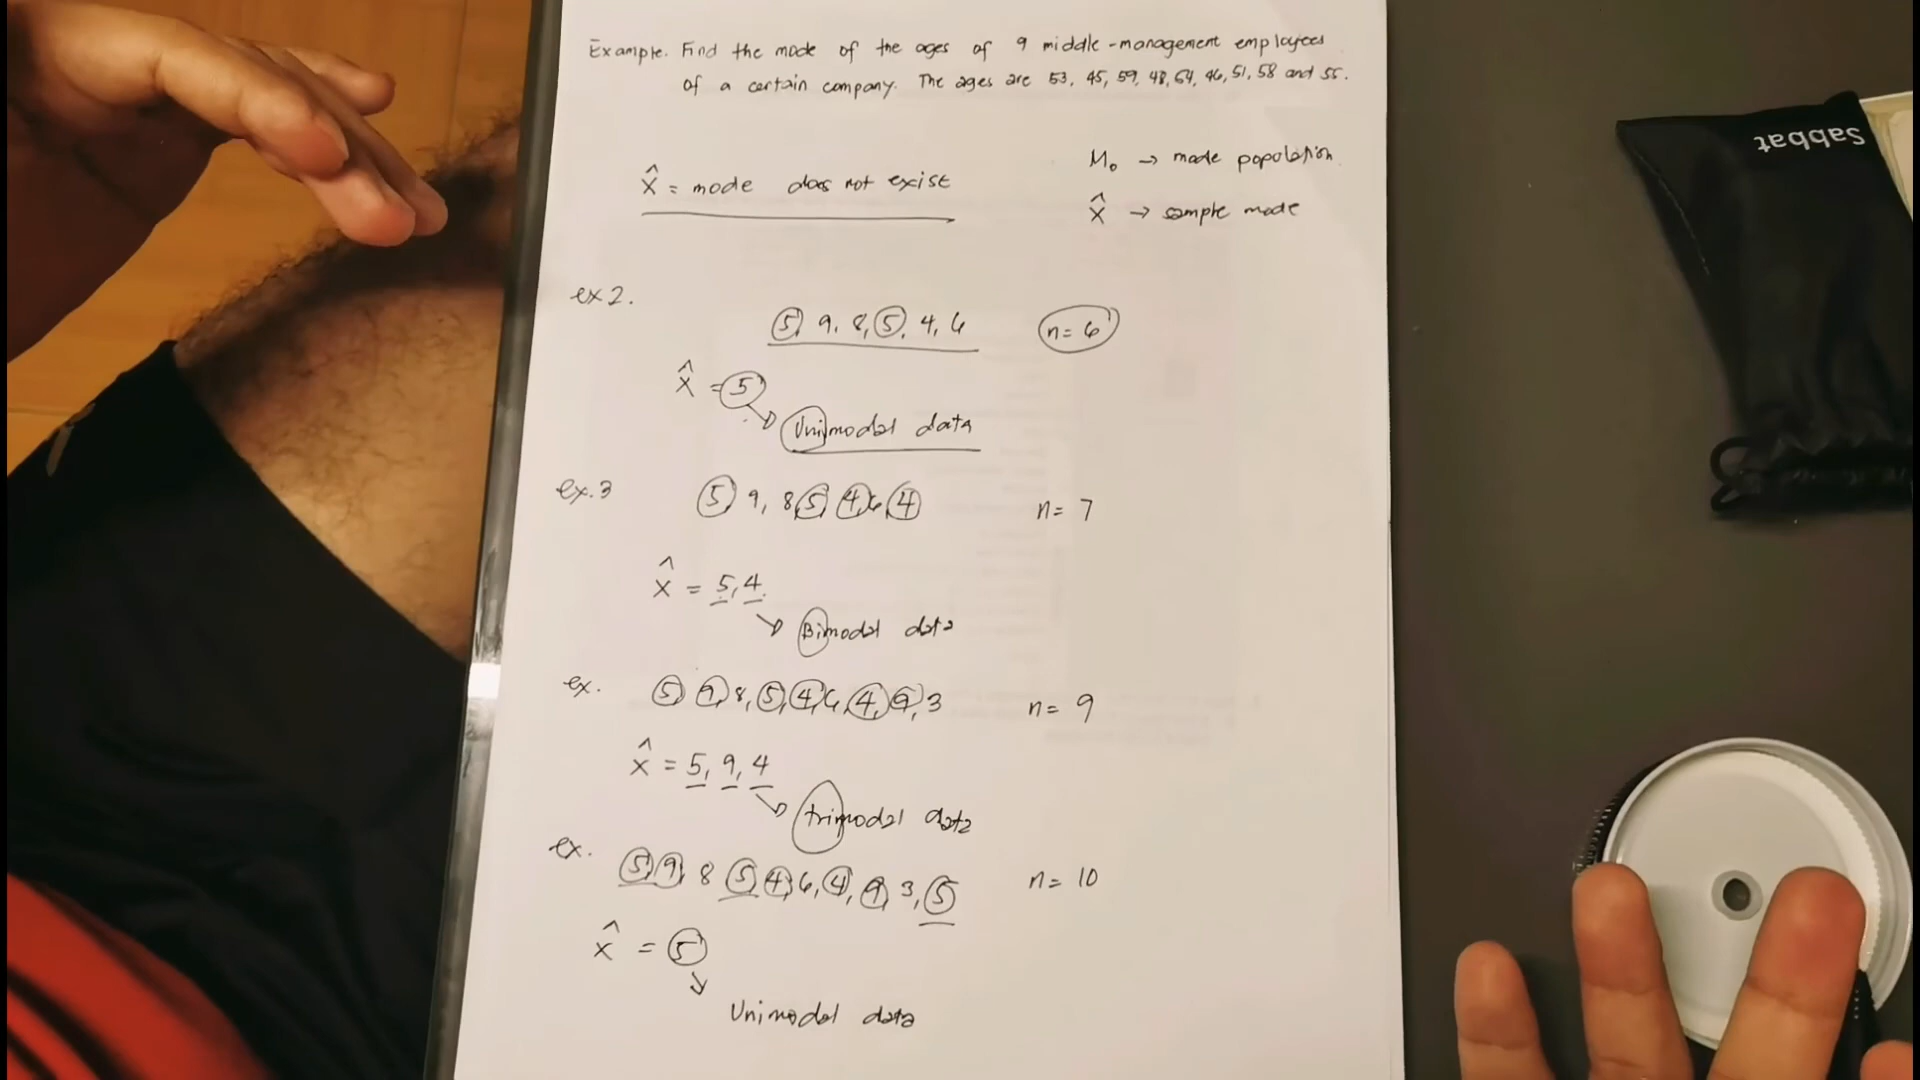 Example. Find the mode of the ages of 9 middle-management employees
of a certain company. The ages are 53, 45, 59, 48, 54, 46, 51, 58 and 55.
M₀ → mode population
X̂ = mode does not exist
X̂ → sample mode
ex 2.
5, 9, 8, 5, 4, 6 n = 6
X̂ = 5
Unimodal data
ex. 3 5, 9, 8, 5, 4, 6, 4 n = 7
X̂ = 5, 4
Bimodal data
ex. 5, 9, 8, 5, 4, 6, 4, 9, 3 n = 9
X̂ = 5, 9, 4
trimodal data
ex. 5, 9, 8 5, 4, 6, 4, 9 3, 5 n = 10
X̂ = 5
Unimodal data
Sabbat